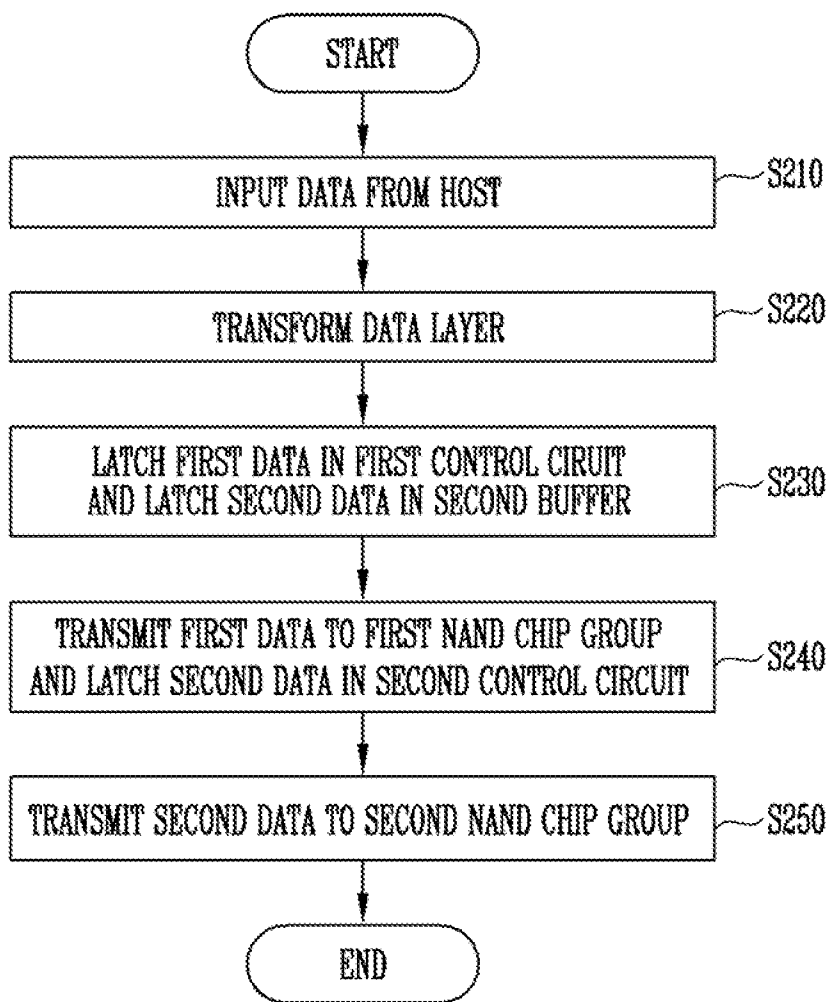 START
INPUT DATA FROM HOST
S210
TRANSFORM DATA LAYER
S220
LATCH FIRST DATA IN FIRST CONTROL CIRUIT
AND LATCH SECOND DATA IN SECOND BUFFER
S230
TRANSMIT FIRST DATA TO FIRST NAND CHIP GROUP
AND LATCH SECOND DATA IN SECOND CONTROL CIRCUIT
S240
TRANSMIT SECOND DATA TO SECOND NAND CHIP GROUP
S250
END